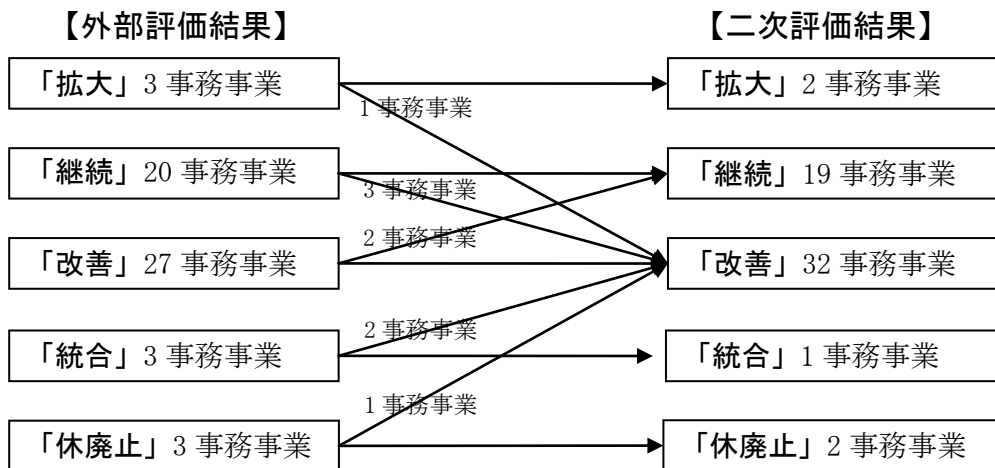 【外部評価結果】 【二次評価結果】
「拡大」3 事務事業 「拡大」2 事務事業
1 事務事業
「継続」20 事務事業 「継続」19 事務事業
3 事務事業
2 事務事業
「改善」27 事務事業 「改善」32 事務事業
2 事務事業
「統合」3 事務事業 「統合」1 事務事業
1 事務事業
「休廃止」3 事務事業 「休廃止」2 事務事業